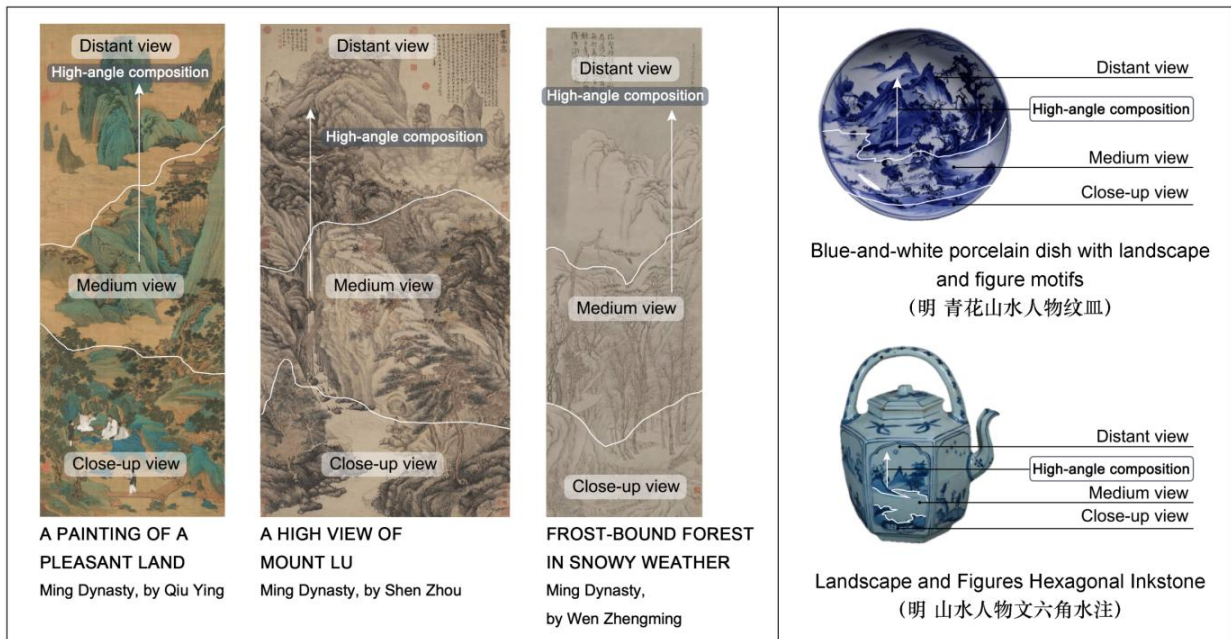 Distant view
High-angle composition
Medium view
Close-up view
A PAINTING OF A
PLEASANT LAND
Ming Dynasty, by Qiu Ying
Distant view
High-angle composition
Medium view
Close-up view
A HIGH VIEW OF
MOUNT LU
Ming Dynasty, by Shen Zhou
Distant view
High-angle composition
Medium view
Close-up view
FROST-BOUND FOREST
IN SNOWY WEATHER
Ming Dynasty,
by Wen Zhengming
Distant view
High-angle composition
Medium view
Close-up view
Blue-and-white porcelain dish with landscape
and figure motifs
(明 青花山水人物纹皿)
Distant view
High-angle composition
Medium view
Close-up view
Landscape and Figures Hexagonal Inkstone
(明 山水人物文六角水注)